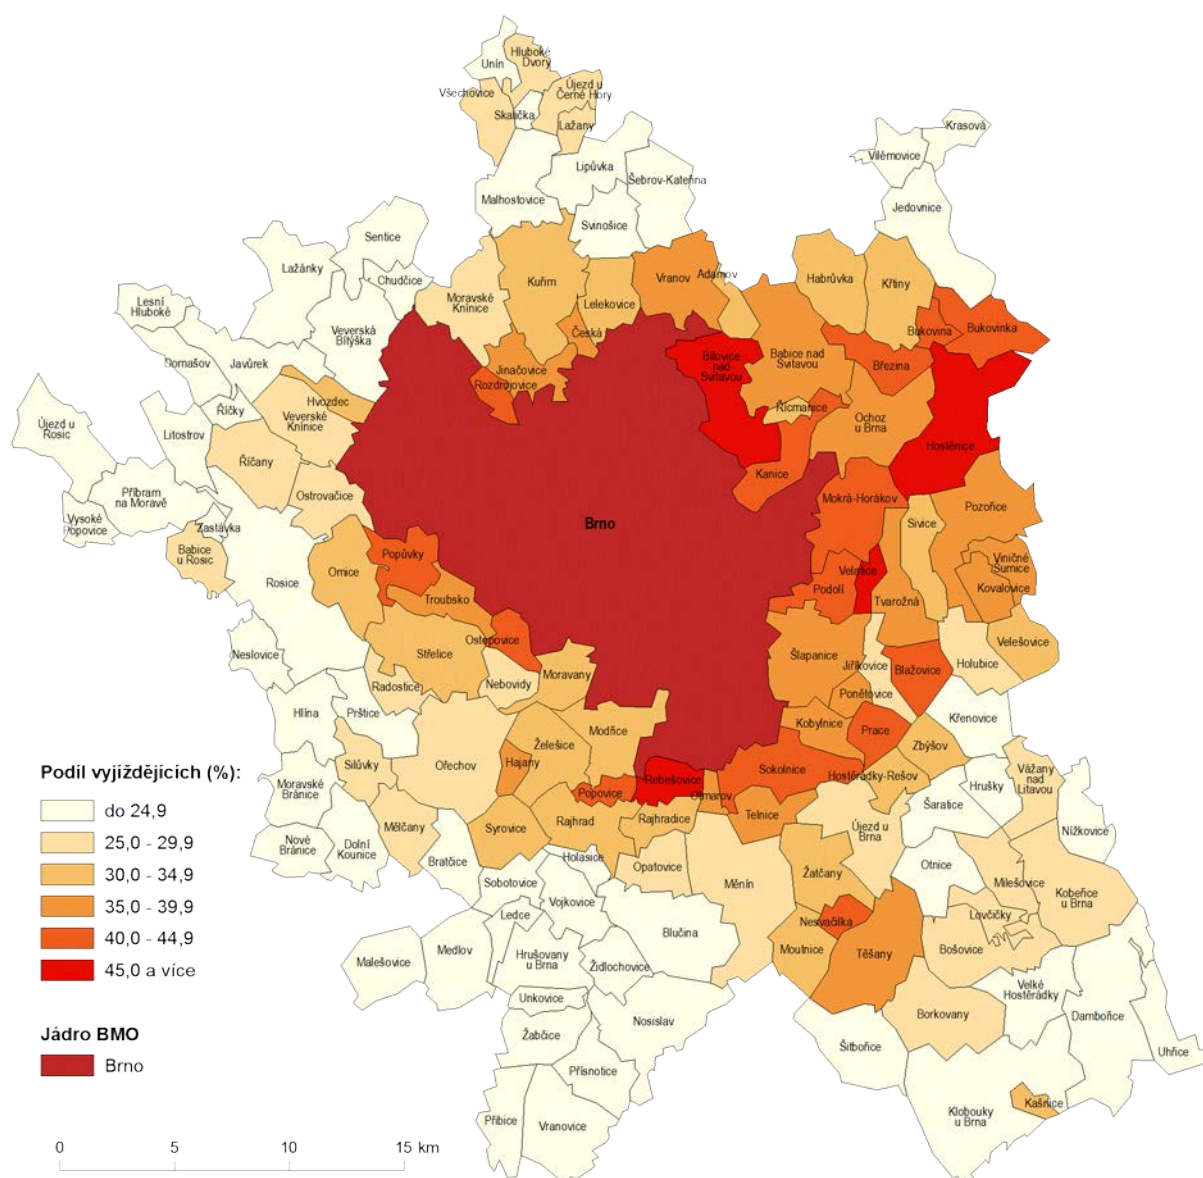 Unín
Hluboké
Dvory
Újezd u
Černé Hory
Všechovice
Skalička
Lažany
Krasová
Vilémovice
Lipůvka
Šebrov-Kateřina
Malhostovice
Jedovnice
Svinošice
Sentice
Lažánky
Chudčice
Vranov
Adamov
Habrůvka
Křtiny
Kuřim
Moravské
Knínice
Lelekovice
Lesní
Hluboké
Veverská
Bítýška
Česká
Bukovina
Bukovinka
Domašov
Javůrek
Bílovice
nad
Svitavou
Babice nad
Svitavou
Březina
Jinačovice
Rozdrojovice
Hvozdec
Říčky
Veverské
Knínice
Řícmanice
Ochoz
u Brna
Újezd u
Rosic
Litostrov
Hostěnice
Říčany
Kanice
Ostrovačice
Příbram
na Moravě
Mokrá-Horákov
Pozořice
Vysoké
Popovice
Zastávka
Brno
Sivice
Babice
u Rosic
Popůvky
Viničné
Šumice
Rosice
Omice
Velatice
Podolí
Kovalovice
Troubsko
Tvarožná
Ostopovice
Velešovice
Neslovice
Střelice
Šlapanice
Jiříkovice
Blažovice
Holubice
Radostice
Nebovidy
Moravany
Ponětovice
Hlína
Prštice
Křenovice
Kobylnice
Prace
Modřice
Želešice
Zbýšov
Podíl vyjíždějících (%):
Silůvky
Ořechov
Hajany
Rebešovice
Sokolnice
Hostěrádky-Rešov
Vážany
nad
Litavou
Moravské
Bránice
Popovice
Otmarov
Hrušky
Šaratice
do 24,9
Telnice
Mělčany
Syrovice
Rajhrad
Rajhradice
Újezd u
Brna
Nížkovice
Nové
Bránice
Dolní
Kounice
25,0 - 29,9
Bratčice
Holasice
Opatovice
Otnice
30,0 - 34,9
Sobotovice
Měnín
Žatčany
Milešovice
Kobeřice
u Brna
35,0 - 39,9
Ledce
Vojkovice
Nesvačilka
Lovčičky
40,0 - 44,9
Blučina
Medlov
Moutnice
Těšany
Bošovice
Malešovice
Hrušovany
u Brna
Židlochovice
45,0 a více
Velké
Hostěrádky
Unkovice
Borkovany
Dambořice
Jádro BMO
Nosislav
Žabčice
Šitbořice
Uhřice
Brno
Přísnotice
Kašnice
Klobouky
u Brna
Přibice
Vranovice
0 5 10 15 km